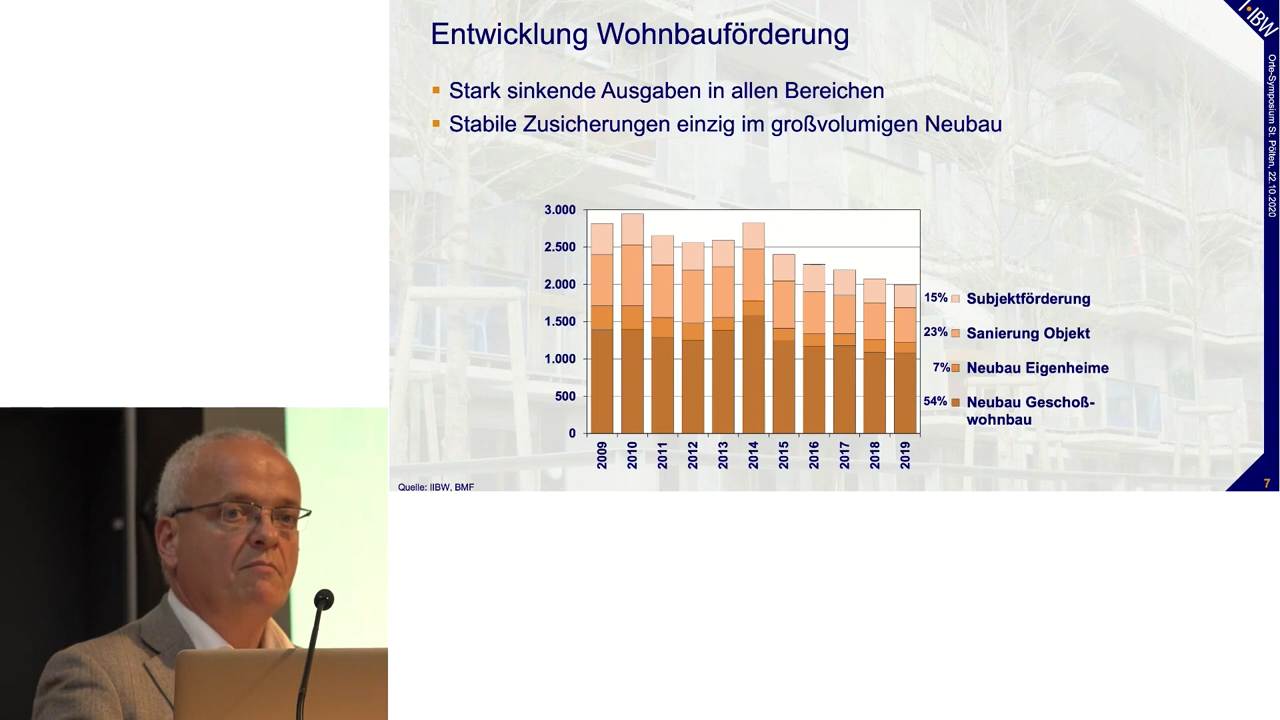 Entwicklung Wohnbauförderung
Stark sinkende Ausgaben in allen Bereichen
Stabile Zusicherungen einzig im großvolumigen Neubau
3.000
2.500
2.000
1.500
1.000
500
0
2009
2010
2011
2012
2013
2014
2015
2016
2017
2018
2019
15% Subjektförderung
23% Sanierung Objekt
7% Neubau Eigenheime
54% Neubau Geschoß-
wohnbau
Quelle: IIBW, BMF
IIBW
Orte-Symposium St. Pölten, 22.10.2020
7